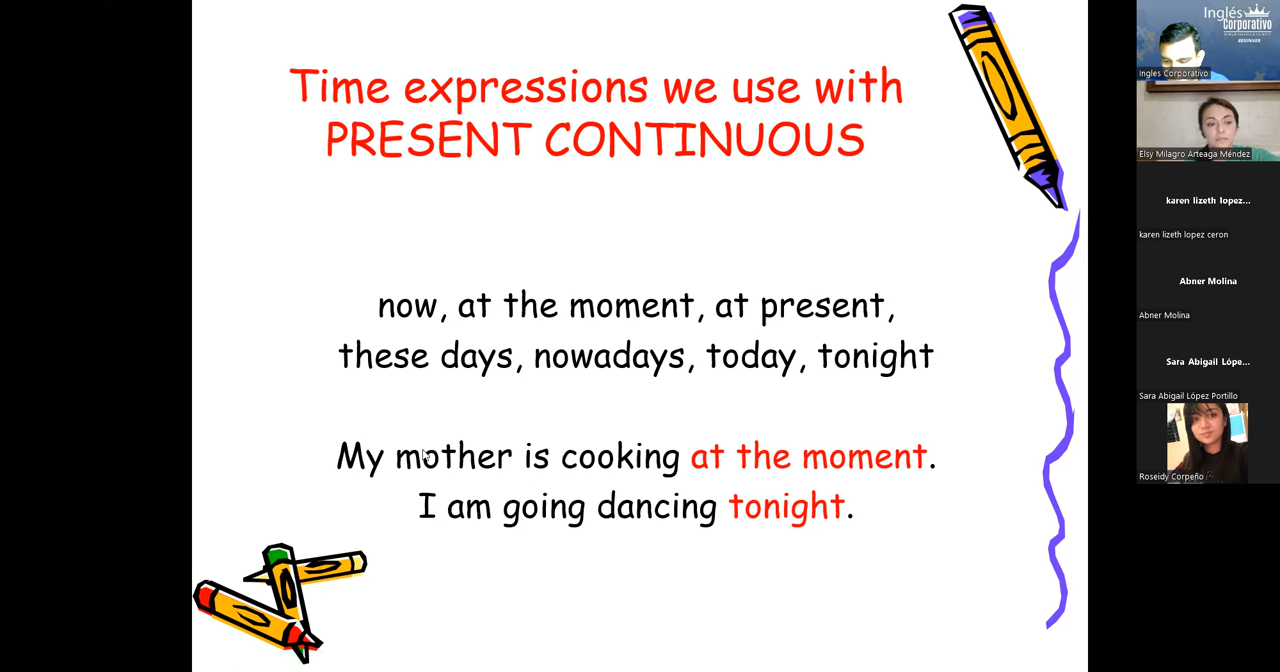 Time expressions we use with
PRESENT CONTINUOUS
now, at the moment, at present,
these days, nowadays, today, tonight
My mother is cooking at the moment.
I am going dancing tonight.
Inglés
Corporativo
BEGINNER
Ingles Corporativo
Elsy Milagro Arteaga Méndez
karen lizeth lopez...
karen lizeth lopez ceron
Abner Molina
Abner Molina
Sara Abigail Lópe...
Sara Abigail López Portillo
Roseidy Corpeño